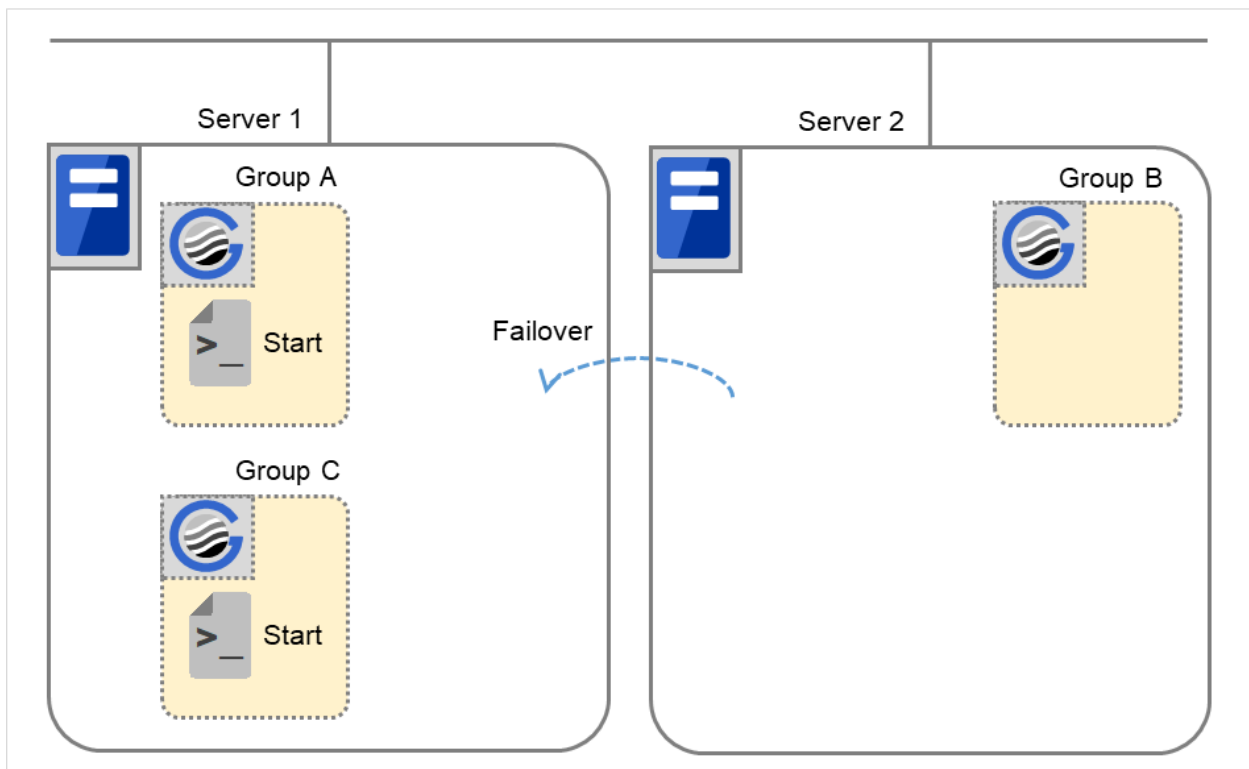 Server 1
Server 2
Group A
Group B
>_ Start
Failover
Group C
>_ Start